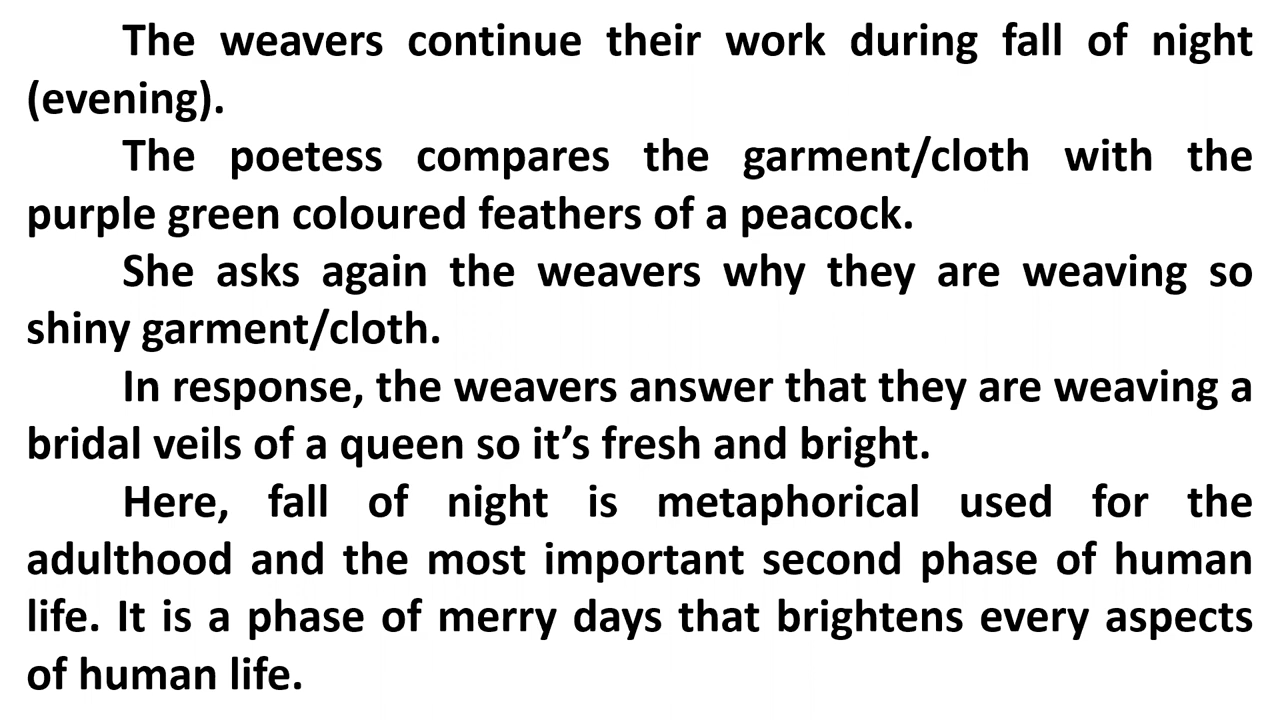 The weavers continue their work during fall of night
(evening).
The poetess compares the garment/cloth with the
purple green coloured feathers of a peacock.
She asks again the weavers why they are weaving so
shiny garment/cloth.
In response, the weavers answer that they are weaving a
bridal veils of a queen so it’s fresh and bright.
Here, fall of night is metaphorical used for the
adulthood and the most important second phase of human
life. It is a phase of merry days that brightens every aspects
of human life.